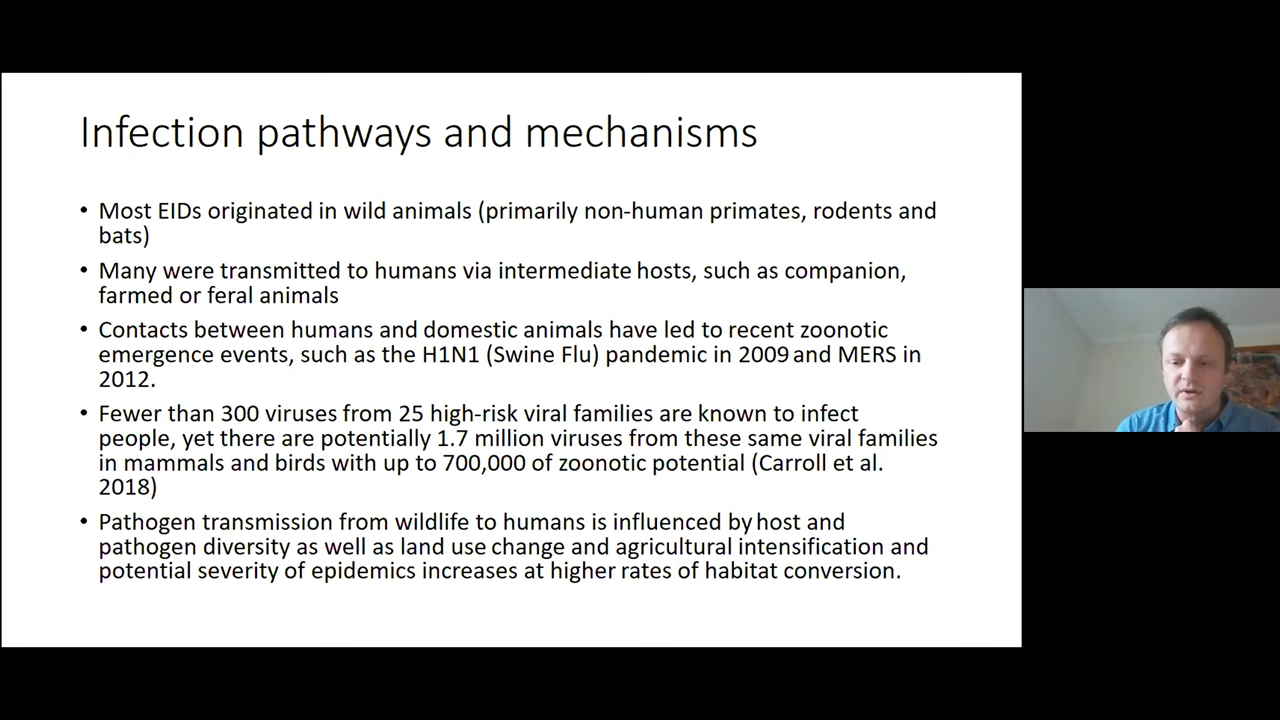 Infection pathways and mechanisms
• Most EIDs originated in wild animals (primarily non-human primates, rodents and
bats)
• Many were transmitted to humans via intermediate hosts, such as companion,
farmed or feral animals
• Contacts between humans and domestic animals have led to recent zoonotic
emergence events, such as the H1N1 (Swine Flu) pandemic in 2009 and MERS in
2012.
• Fewer than 300 viruses from 25 high-risk viral families are known to infect
people, yet there are potentially 1.7 million viruses from these same viral families
in mammals and birds with up to 700,000 of zoonotic potential (Carroll et al.
2018)
• Pathogen transmission from wildlife to humans is influenced by host and
pathogen diversity as well as land use change and agricultural intensification and
potential severity of epidemics increases at higher rates of habitat conversion.